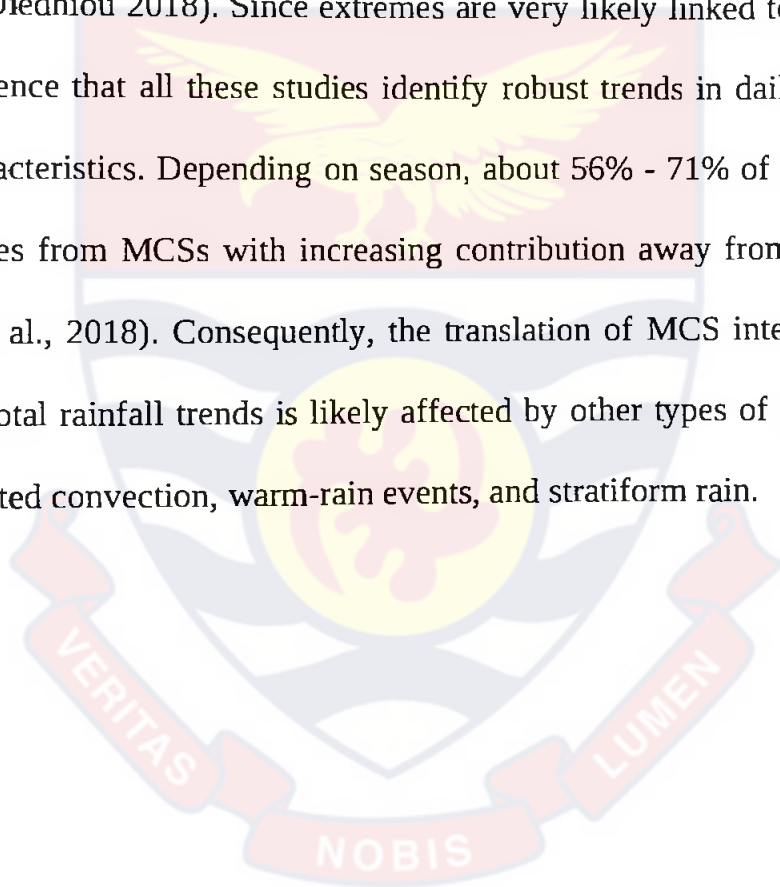 Diedhiou 2018). Since extremes are very likely linked
ence that all these studies identify robust trends in dai
acteristics. Depending on season, about 56% - 71% of
es from MCSs with increasing contribution away from
al., 2018). Consequently, the translation of MCS inte
otal rainfall trends is likely affected by other types of
ted convection, warm-rain events, and stratiform rain.
VERITAS
NOBIS
LUMEN